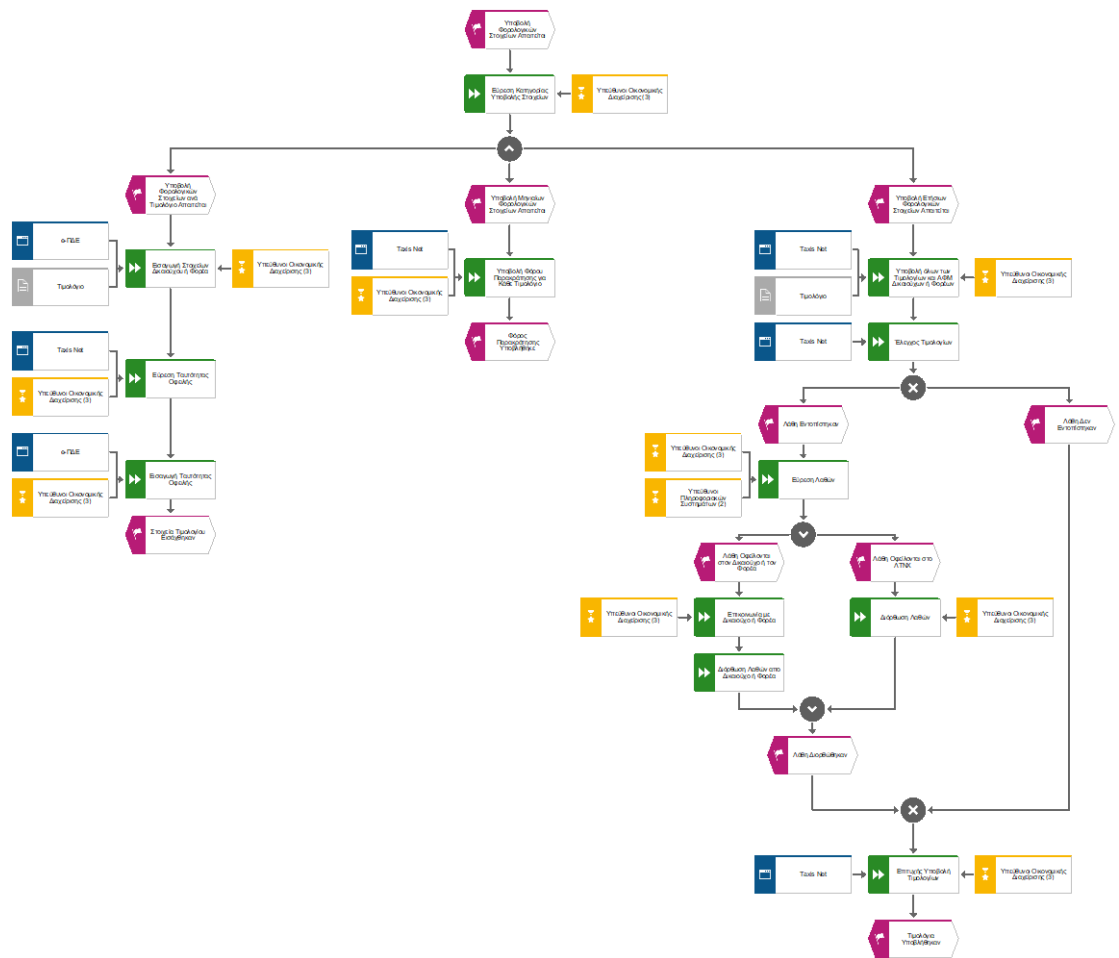 Υποβολή
Φορολογικών
Στοιχείων Απαιτείται
Εύρεση Κατηγορίας
Υποβολής Στοιχείων
Υπεύθυνοι Οικονομικής
Διαχείρισης (3)
Υποβολή
Φορολογικών
Στοιχείων ανά
Τιμολόγιο Απαιτείται
Υποβολή Μηνιαίων
Φορολογικών
Στοιχείων Απαιτείται
Υποβολή Ετήσιων
Φορολογικών
Στοιχείων Απαιτείται
e-ΠΔΕ
Τιμολόγιο
Εισαγωγή Στοιχείων
Δικαιούχου ή Φορέα
Υπεύθυνοι Οικονομικής
Διαχείρισης (3)
Taxis Net
Υπεύθυνοι Οικονομικής
Διαχείρισης (3)
Υποβολή Φόρου
Παρακράτησης για
Κάθε Τιμολόγιο
Φόρος
Παρακράτησης
Υποβλήθηκε
Taxis Net
Τιμολόγιο
Υποβολή όλων των
Τιμολογίων και ΑΦΜ
Δικαιούχων ή Φορέων
Υπεύθυνοι Οικονομικής
Διαχείρισης (3)
Taxis Net
Έλεγχος Τιμολογίων
Taxis Net
Υπεύθυνοι Οικονομικής
Διαχείρισης (3)
Εύρεση Ταυτότητας
Οφειλής
e-ΠΔΕ
Υπεύθυνοι Οικονομικής
Διαχείρισης (3)
Εισαγωγή Ταυτότητας
Οφειλής
Στοιχεία Τιμολογίου
Εισάχθηκαν
Λάθη Εντοπίστηκαν
Λάθη Δεν
Εντοπίστηκαν
Υπεύθυνοι Οικονομικής
Διαχείρισης (3)
Υπεύθυνοι
Πληροφοριακών
Συστημάτων (2)
Εύρεση Λαθών
Λάθη Οφείλονται
στον Δικαιούχο ή τον
Φορέα
Λάθη Οφείλονται στο
ΛΤΝΧ
Υπεύθυνοι Οικονομικής
Διαχείρισης (3)
Επικοινωνία με
Δικαιούχο ή Φορέα
Διόρθωση Λαθών
Υπεύθυνοι Οικονομικής
Διαχείρισης (3)
Διόρθωση Λαθών απο
Δικαιούχο ή Φορέα
Λάθη Διορθώθηκαν
Taxis Net
Επιτυχής Υποβολή
Τιμολογίων
Υπεύθυνοι Οικονομικής
Διαχείρισης (3)
Τιμολόγια
Υποβλήθηκαν